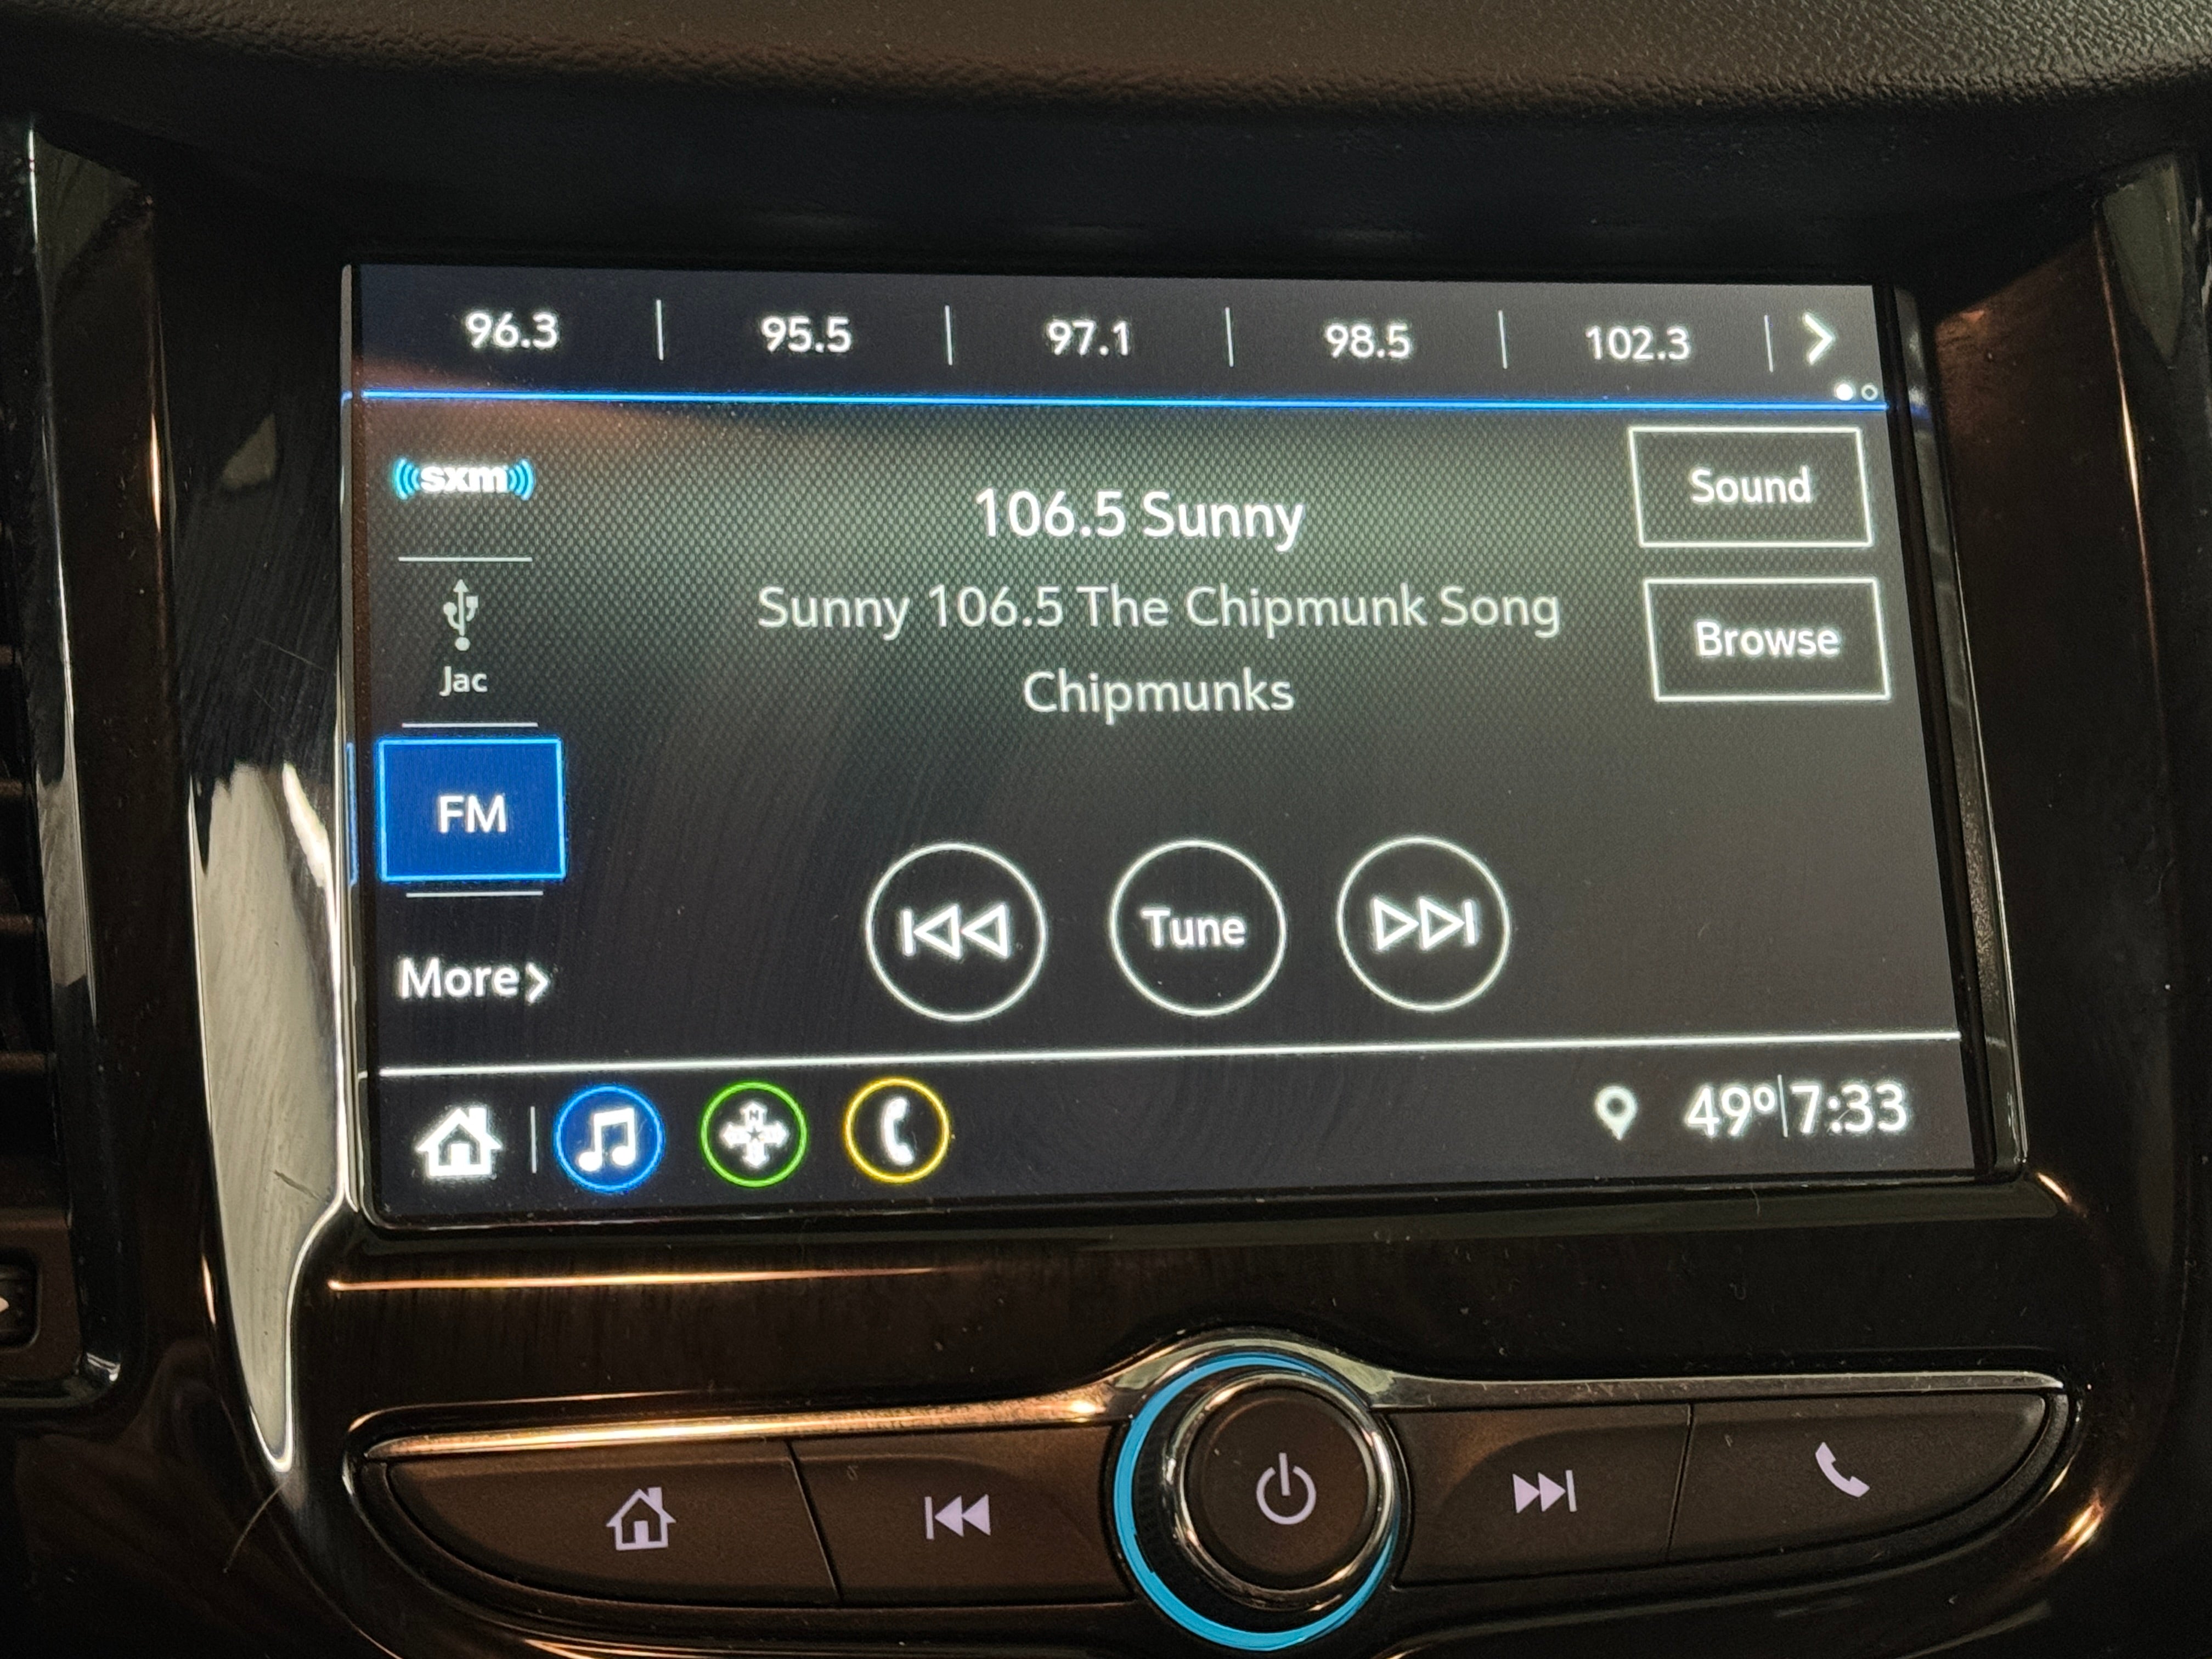 96.3 | 95.5 | 97.1 | 98.5 | 102.3 | >
sxm
106.5 Sunny
Sound
Sunny 106.5 The Chipmunk Song
Browse
Jac
Chipmunks
FM
Tune
More >
49º|7:33